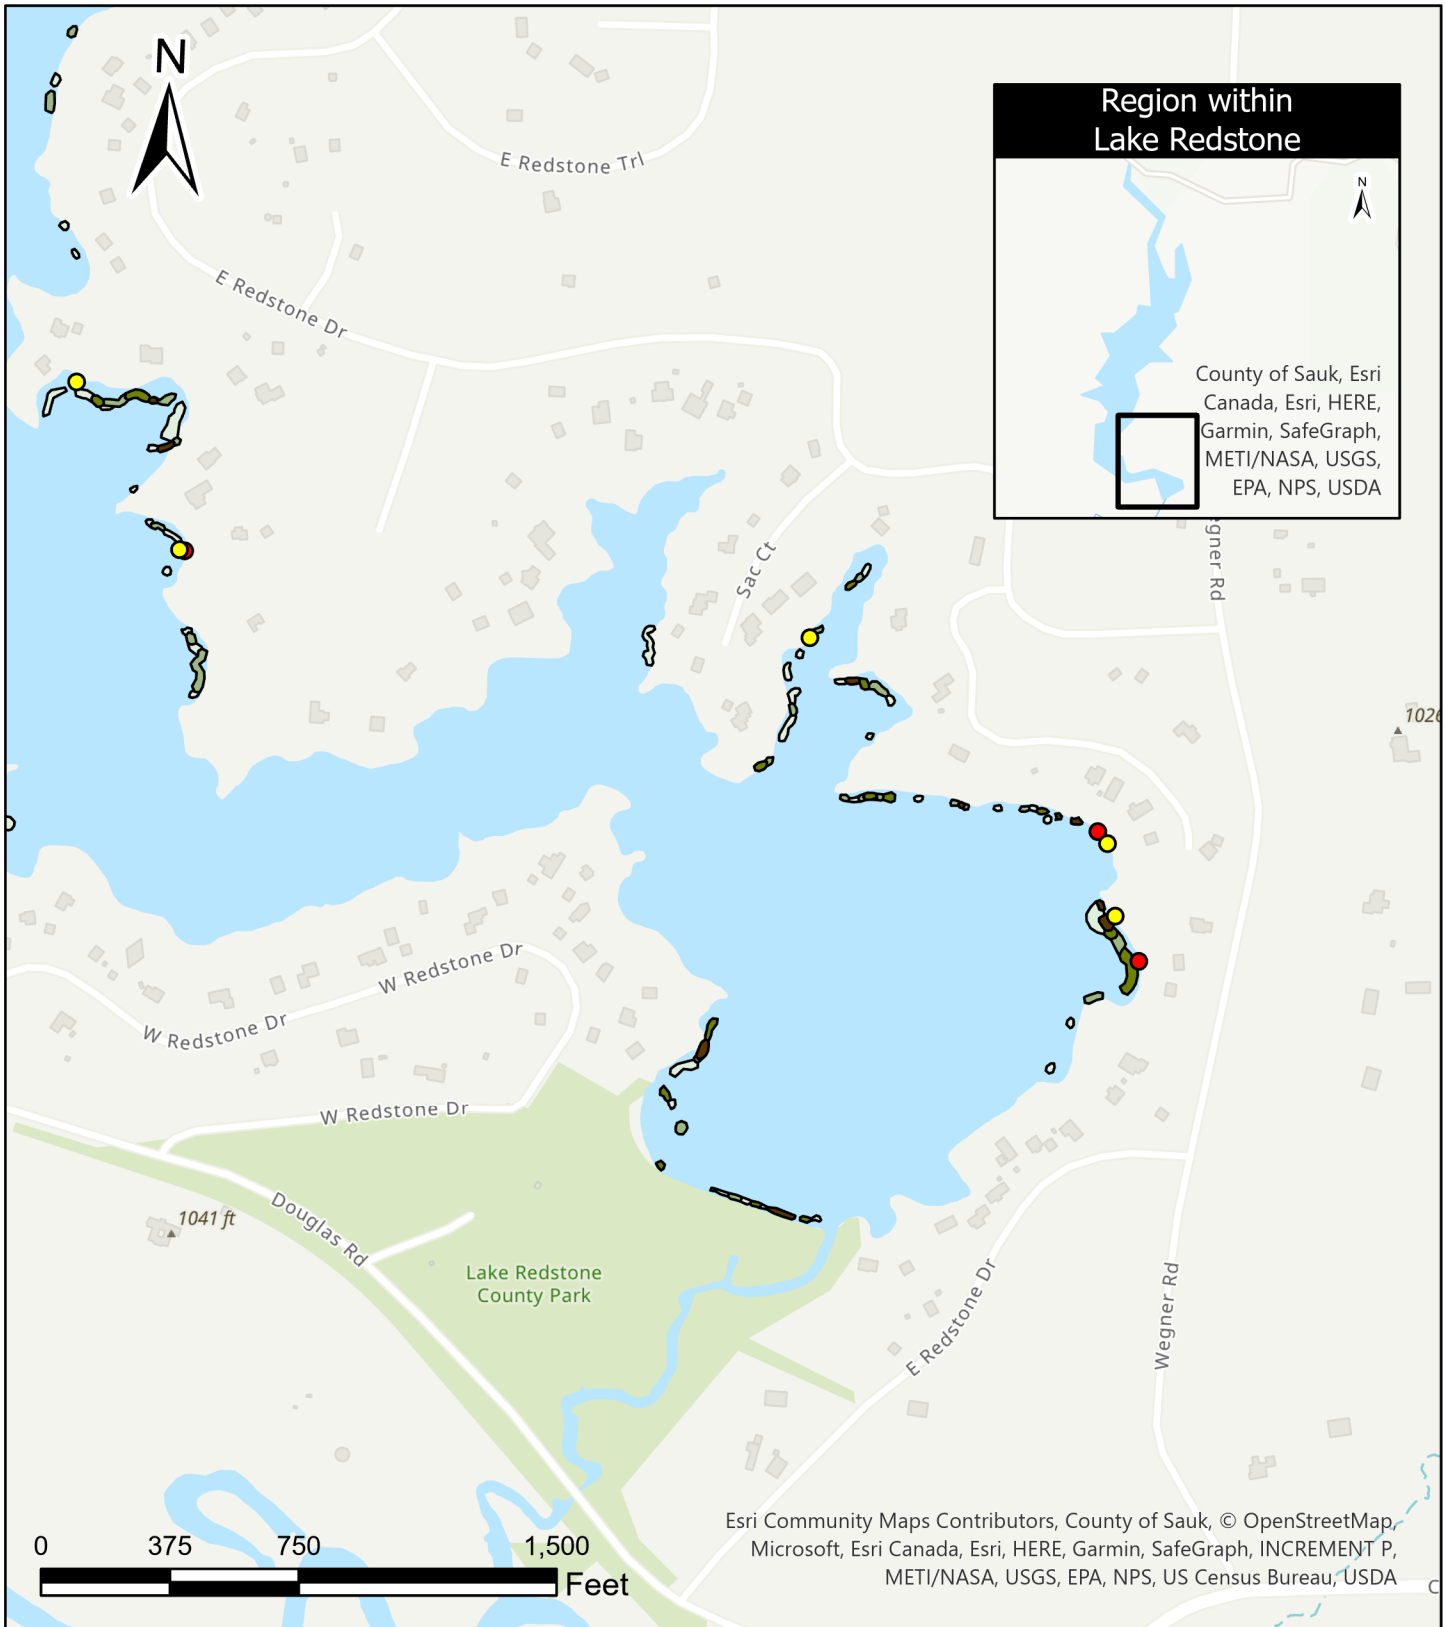 N
E Redstone Trl
Region within
Lake Redstone
N
County of Sauk, Esri
Canada, Esri, HERE,
Garmin, SafeGraph,
METI/NASA, USGS,
EPA, NPS, USDA
E Redstone Dr
Sac Ct
egner Rd
1026
W Redstone Dr
W Redstone Dr
W Redstone Dr
Douglas Rd
1041 ft
Lake Redstone
County Park
E Redstone Dr
Wegner Rd
Esri Community Maps Contributors, County of Sauk, © OpenStreetMap,
Microsoft, Esri Canada, Esri, HERE, Garmin, SafeGraph, INCREMENT P,
METI/NASA, USGS, EPA, NPS, US Census Bureau, USDA
0 375 750 1,500
Feet
C